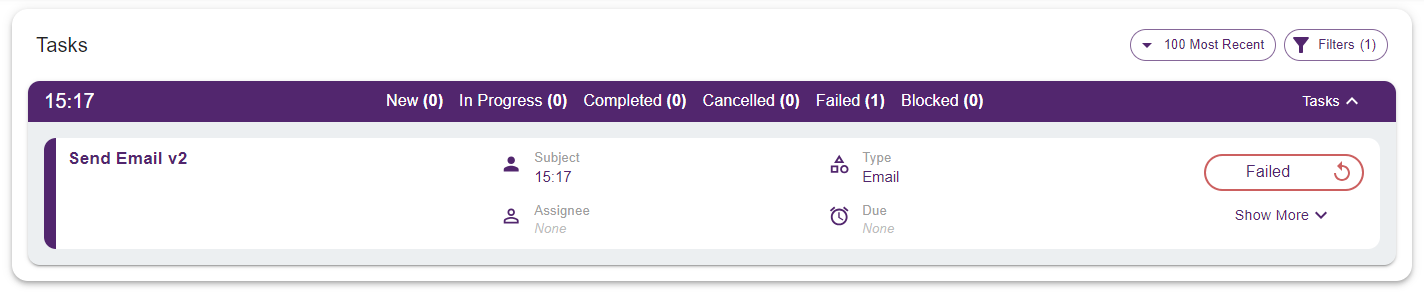 Tasks
100 Most Recent
Filters (1)
15:17
New (0) In Progress (0) Completed (0) Cancelled (0) Failed (1) Blocked (0)
Tasks
Send Email v2
Subject
15:17
Type
Email
Failed
Assignee
None
Due
None
Show More